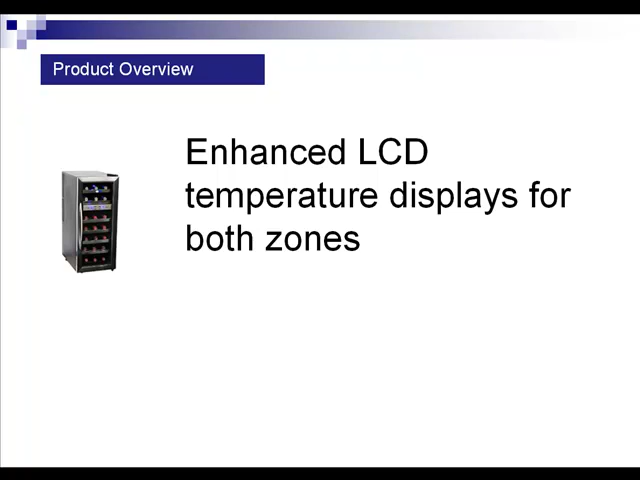 Product Overview
Enhanced LCD
temperature displays for
both zones